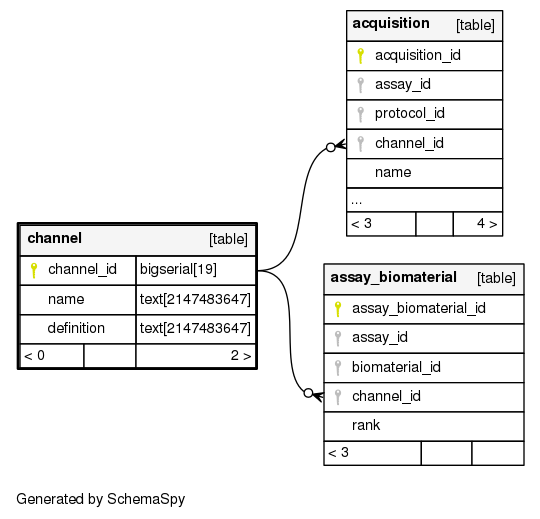 acquisition [table]
acquisition_id
assay_id
protocol_id
channel_id
name
...
< 3 4 >
channel [table]
channel_id bigserial[19]
name text[2147483647]
definition text[2147483647]
< 0 2 >
assay_biomaterial [table]
assay_biomaterial_id
assay_id
biomaterial_id
channel_id
rank
< 3
Generated by SchemaSpy